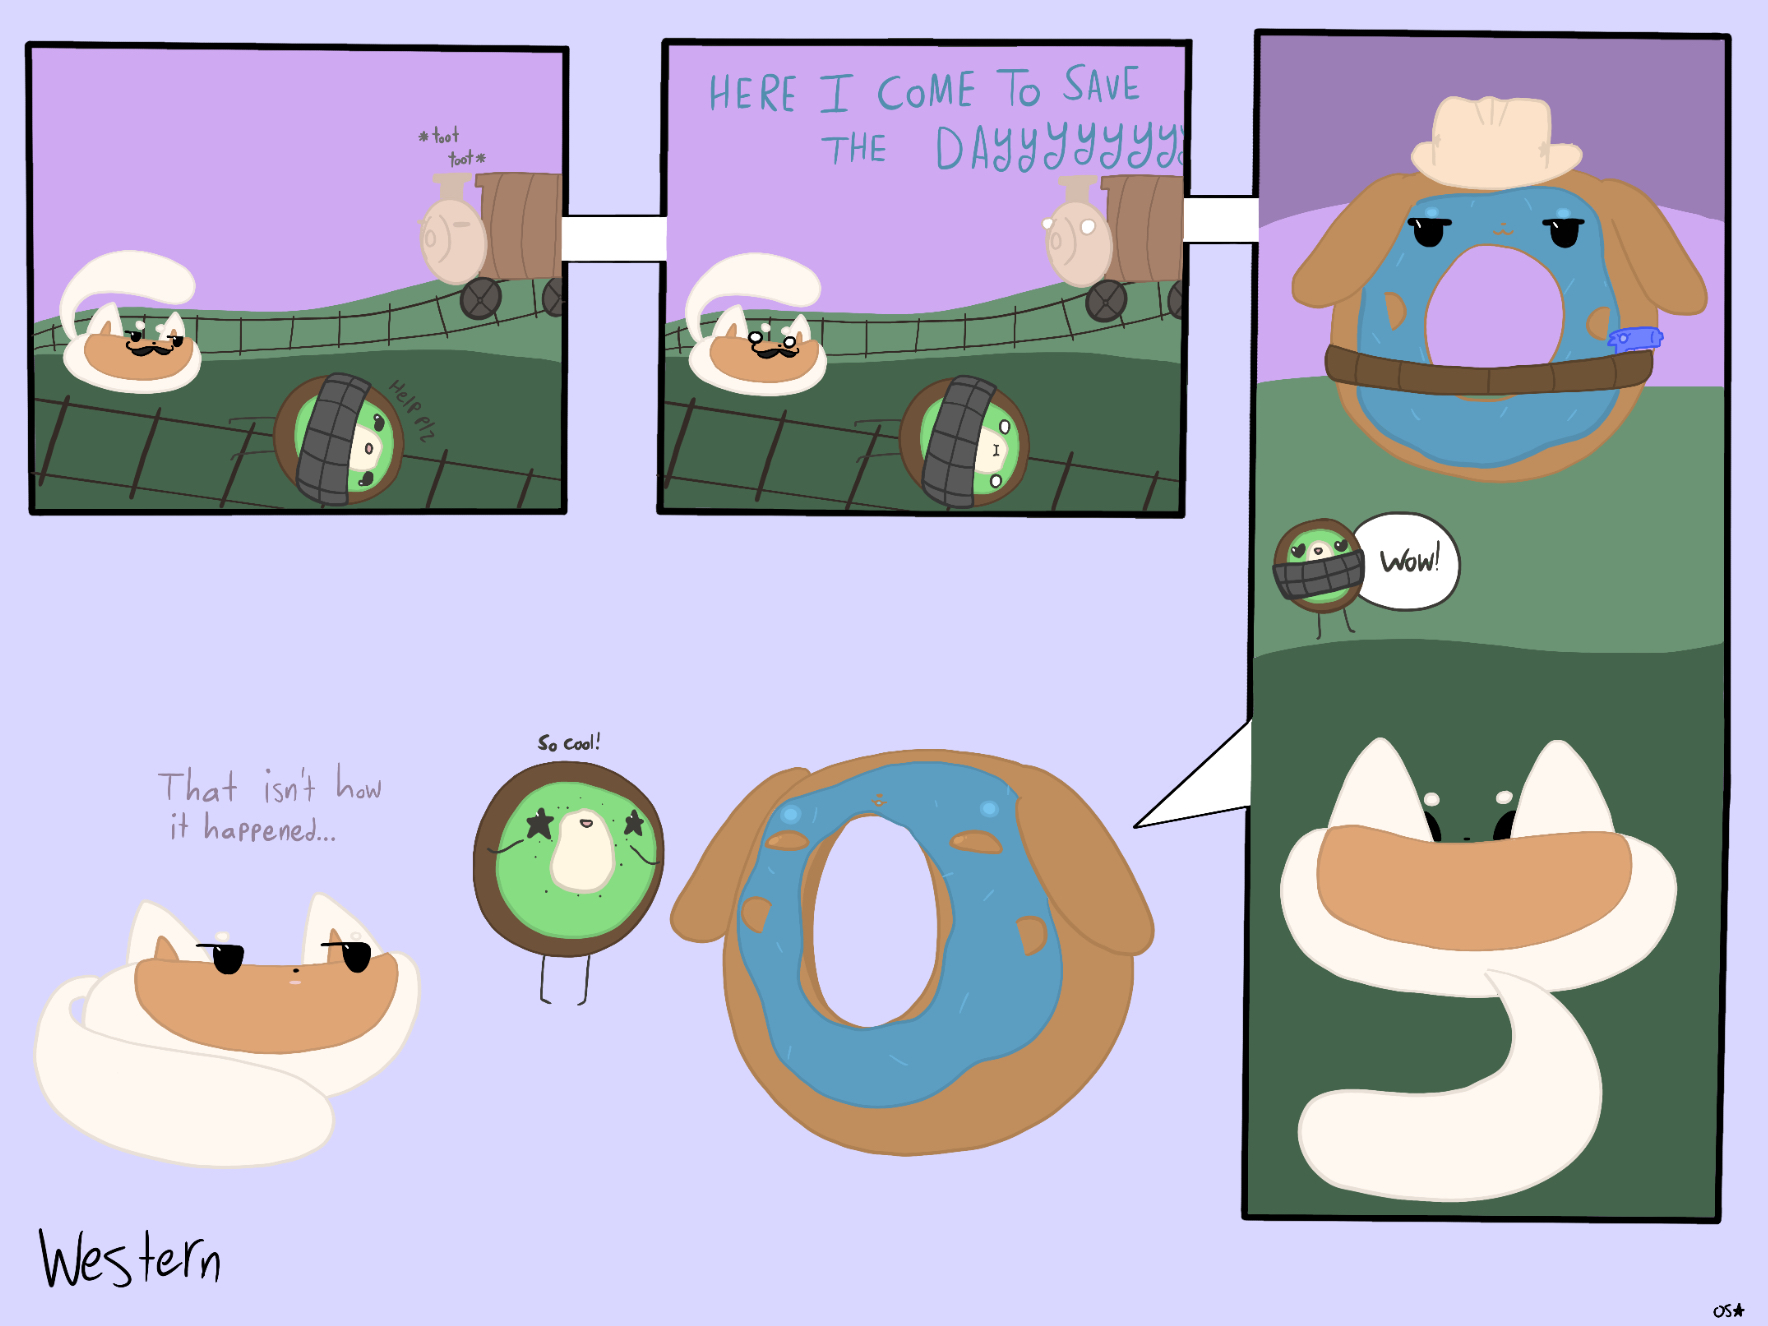 *toot
toot*
Help plz
HERE I COME TO SAVE
THE DAyyyyyyyy
Wow!
So cool!
That isn't how
it happened...
Western
OS★